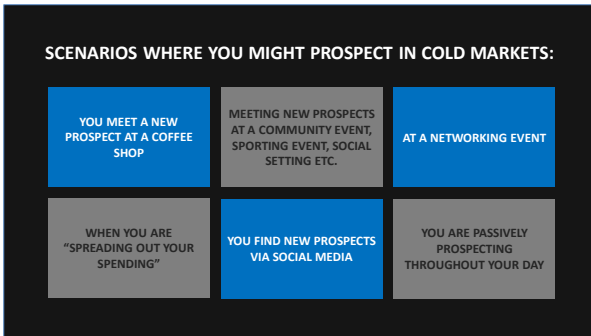 SCENARIOS WHERE YOU MIGHT PROSPECT IN COLD MARKETS:
YOU MEET A NEW
PROSPECT AT A COFFEE
SHOP
MEETING NEW PROSPECTS
AT A COMMUNITY EVENT,
SPORTING EVENT, SOCIAL
SETTING ETC.
AT A NETWORKING EVENT
WHEN YOU ARE
“SPREADING OUT YOUR
SPENDING”
YOU FIND NEW PROSPECTS
VIA SOCIAL MEDIA
YOU ARE PASSIVELY
PROSPECTING
THROUGHOUT YOUR DAY